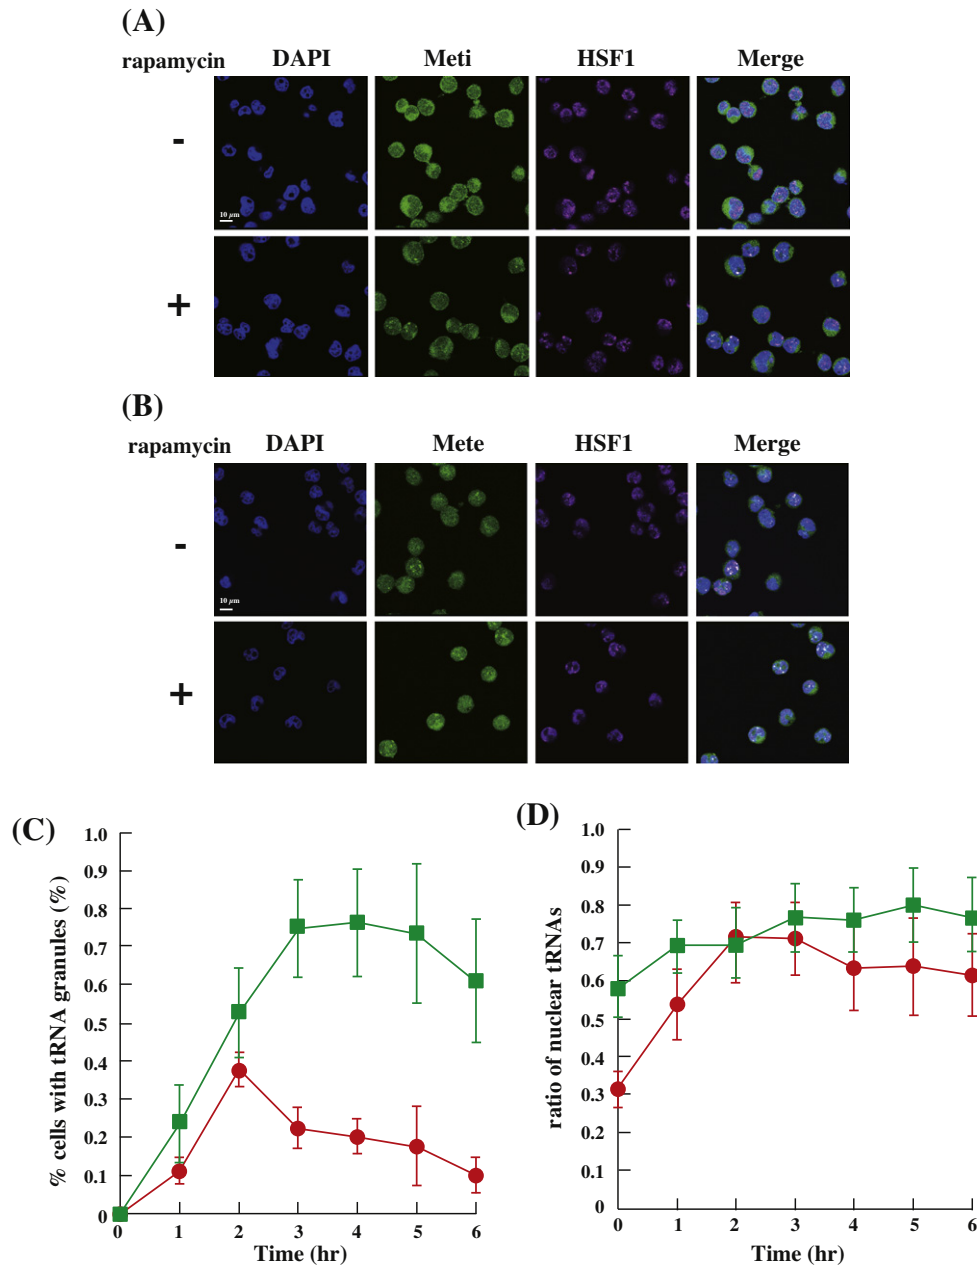 (A)
rapamycin DAPI Meti HSF1 Merge
-
10 µm
+
(B)
rapamycin DAPI Mete HSF1 Merge
-
10 µm
+
(C)
% cells with tRNA granules (%)
1.0
0.9
0.8
0.7
0.6
0.5
0.4
0.3
0.2
0.1
0
0 1 2 3 4 5 6
Time (hr)
(D)
ratio of nuclear tRNAs
1.0
0.9
0.8
0.7
0.6
0.5
0.4
0.3
0.2
0.1
0
0 1 2 3 4 5 6
Time (hr)